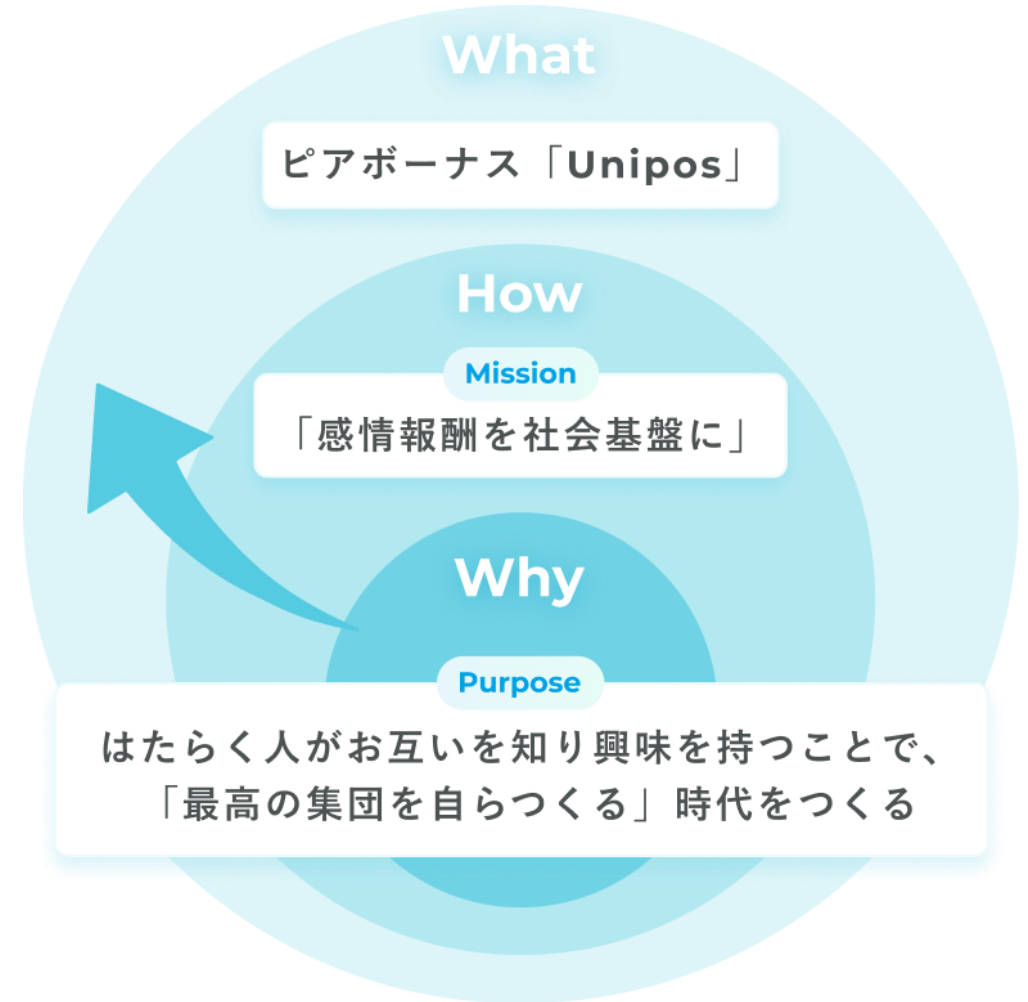 What
ピアボーナス「Unipos」
How
Mission
「感情報酬を社会基盤に」
Why
Purpose
はたらく人がお互いを知り興味を持つことで、
「最高の集団を自らつくる」時代をつくる